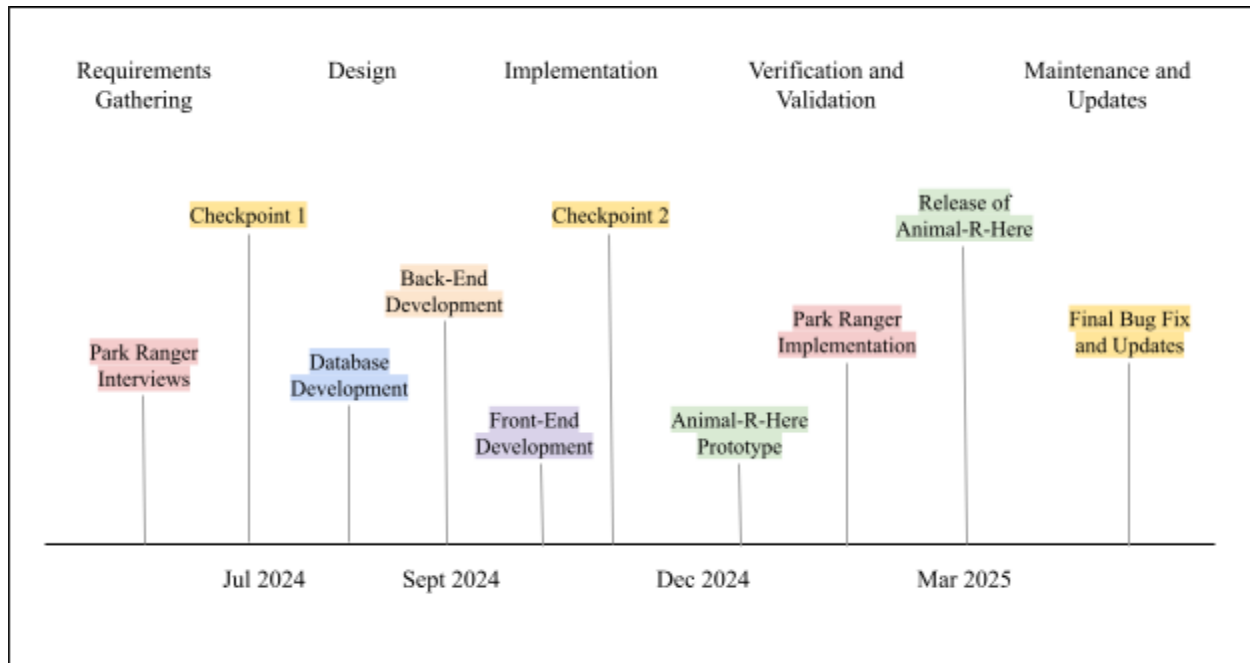 Requirements
Gathering
Design
Implementation
Verification and
Validation
Maintenance and
Updates
Checkpoint 1
Checkpoint 2
Release of
Animal-R-Here
Back-End
Development
Park Ranger
Implementation
Final Bug Fix
and Updates
Park Ranger
Interviews
Database
Development
Front-End
Development
Animal-R-Here
Prototype
Jul 2024
Sept 2024
Dec 2024
Mar 2025